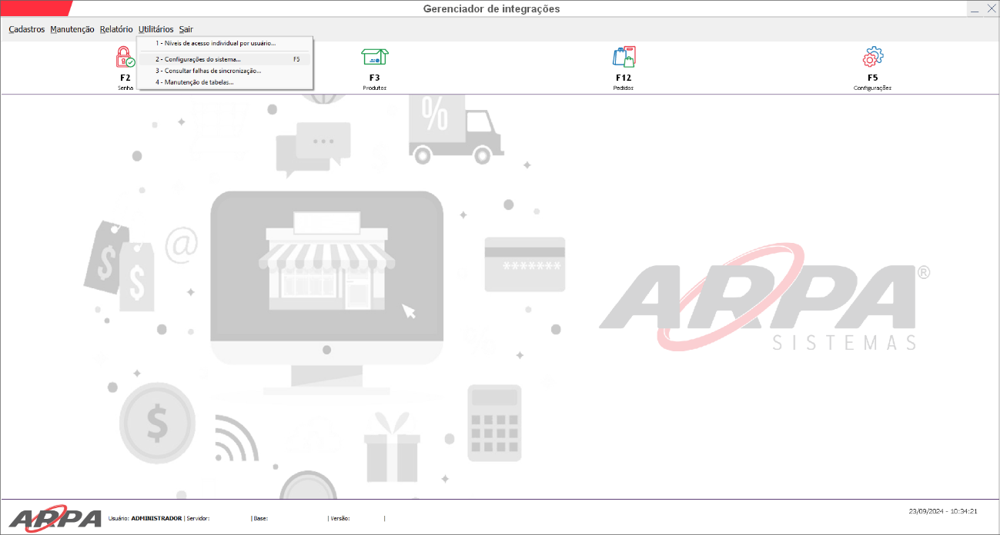 Gerenciador de integrações
Cadastros Manutenção Relatório Utilitários Sair
1 - Níveis de acesso individual por usuário...
2 - Configurações do sistema... F5
3 - Consultar falhas de sincronização...
4 - Manutenção de tabelas...
F2 F3 F12 F5
Senha Produtos Pedidos Configurações
%
@
$
$
*******
ARPA®
SISTEMAS
$
ARPA
Usuário: ADMINISTRADOR | Servidor: | Base: | Versão: |
23/09/2024 - 10:34:21